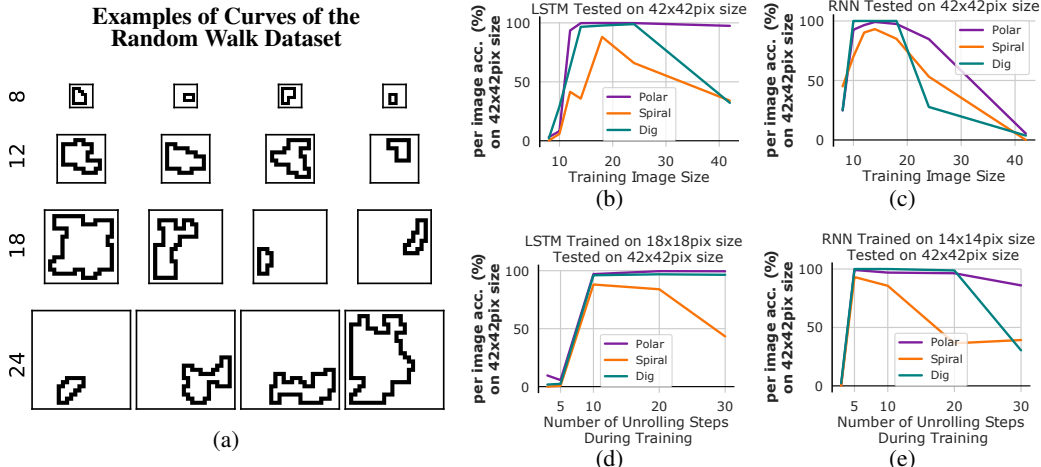 Examples of Curves of the
Random Walk Dataset
8
12
18
24
(a)
LSTM Tested on 42x42pix size
per image acc. (%)
on 42x42pix size
100
50
0
Polar
Spiral
Dig
10
20
30
40
Training Image Size
(b)
RNN Tested on 42x42pix size
per image acc. (%)
on 42x42pix size
100
50
0
Polar
Spiral
Dig
10
20
30
40
Training Image Size
(c)
LSTM Trained on 18x18pix size
Tested on 42x42pix size
per image acc. (%)
on 42x42pix size
100
50
0
Polar
Spiral
Dig
5
10
20
30
Number of Unrolling Steps
During Training
(d)
RNN Trained on 14x14pix size
Tested on 42x42pix size
per image acc. (%)
on 42x42pix size
100
50
0
Polar
Spiral
Dig
5
10
20
30
Number of Unrolling Steps
During Training
(e)